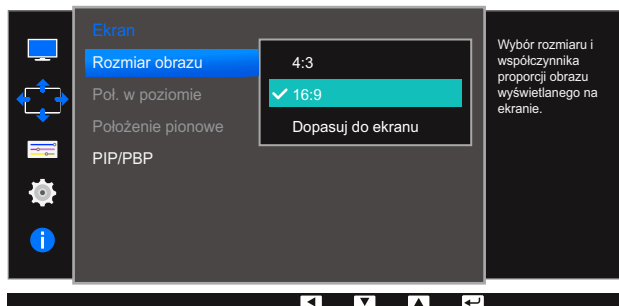 Ekran
Rozmiar obrazu
Poł. w poziomie
Położenie pionowe
PIP/PBP
4:3
16:9
Dopasuj do ekranu
Wybór rozmiaru i
współczynnika
proporcji obrazu
wyświetlanego na
ekranie.